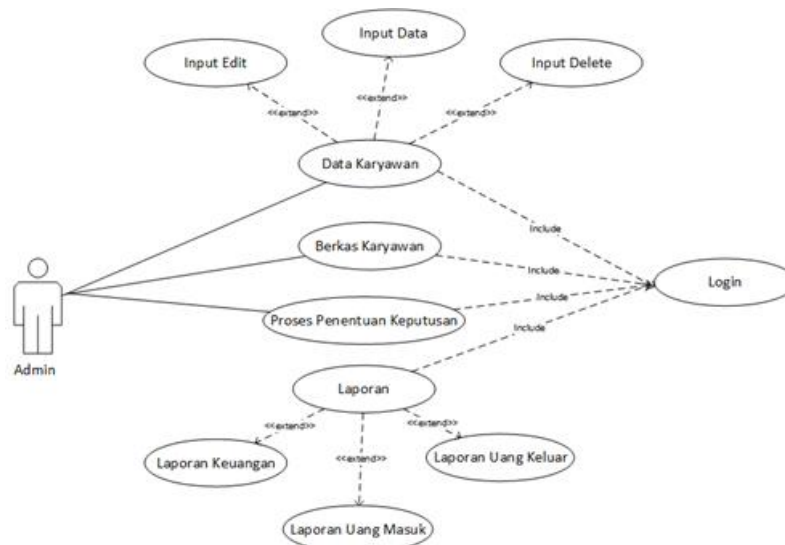 Input Data
Input Edit
Input Delete
<<extend>>
<<extend>>
<<extend>>
Data Karyawan
Include
Berkas Karyawan
Include
Login
Include
Proses Penentuan Keputusan
Include
Admin
Laporan
<<extend>>
<<extend>>
<<extend>>
Laporan Uang Keluar
Laporan Keuangan
Laporan Uang Masuk